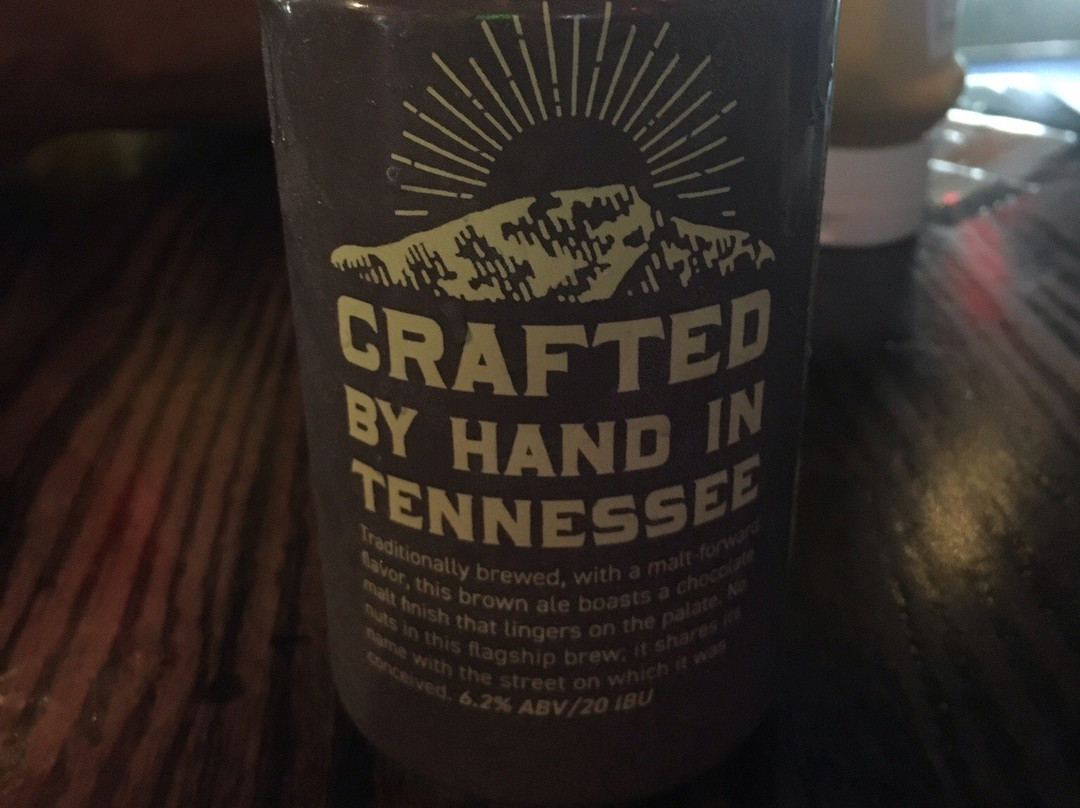 CRAFTED
BY HAND IN
TENNESSEE
Traditionally brewed, with a malt-forward
flavor, this brown ale boasts a chocolate
malt finish that lingers on the palate. No
nuts in this flagship brew; it shares its
name with the street on which it was
conceived. 6.2% ABV/20 IBU